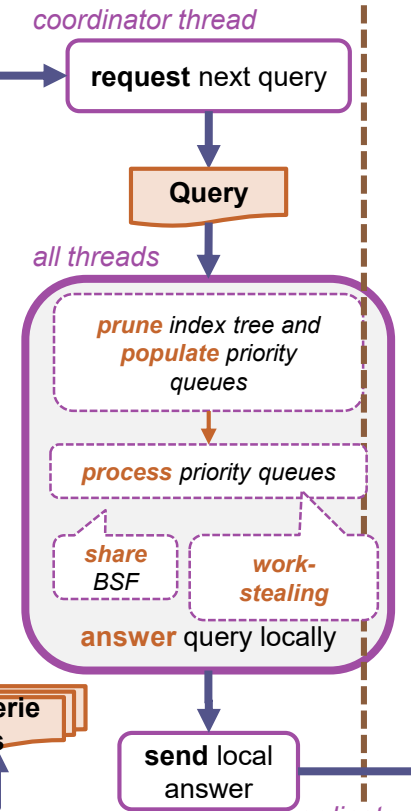 coordinator thread
request next query
Query
all threads
prune index tree and
populate priority
queues
process priority queues
share
BSF
work-
stealing
answer query locally
send local
answer